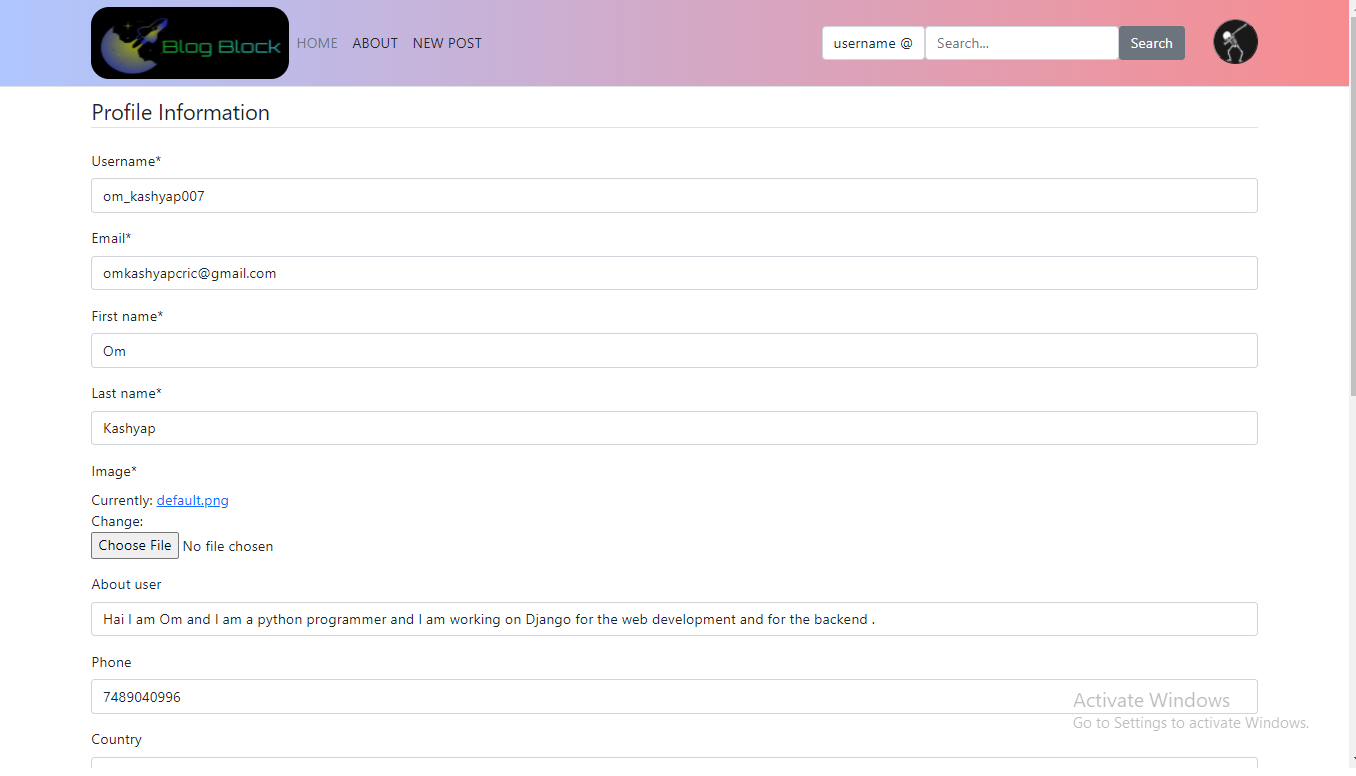 Blog Block HOME ABOUT NEW POST username @ Search... Search
Profile Information
Username*
om_kashyap007
Email*
omkashyapcric@gmail.com
First name*
Om
Last name*
Kashyap
Image*
Currently: default.png
Change:
Choose File No file chosen
About user
Hai I am Om and I am a python programmer and I am working on Django for the web development and for the backend .
Phone
7489040996
Activate Windows
Go to Settings to activate Windows.
Country